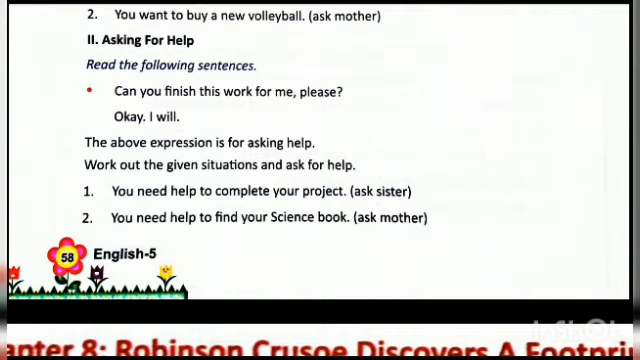 2. You want to buy a new volleyball. (ask mother)
II. Asking For Help
Read the following sentences.
• Can you finish this work for me, please?
Okay. I will.
The above expression is for asking help.
Work out the given situations and ask for help.
1. You need help to complete your project. (ask sister)
2. You need help to find your Science book. (ask mother)
58 English-5
InShot
apter 8: Robinson Crusoe Discovers A Footpri